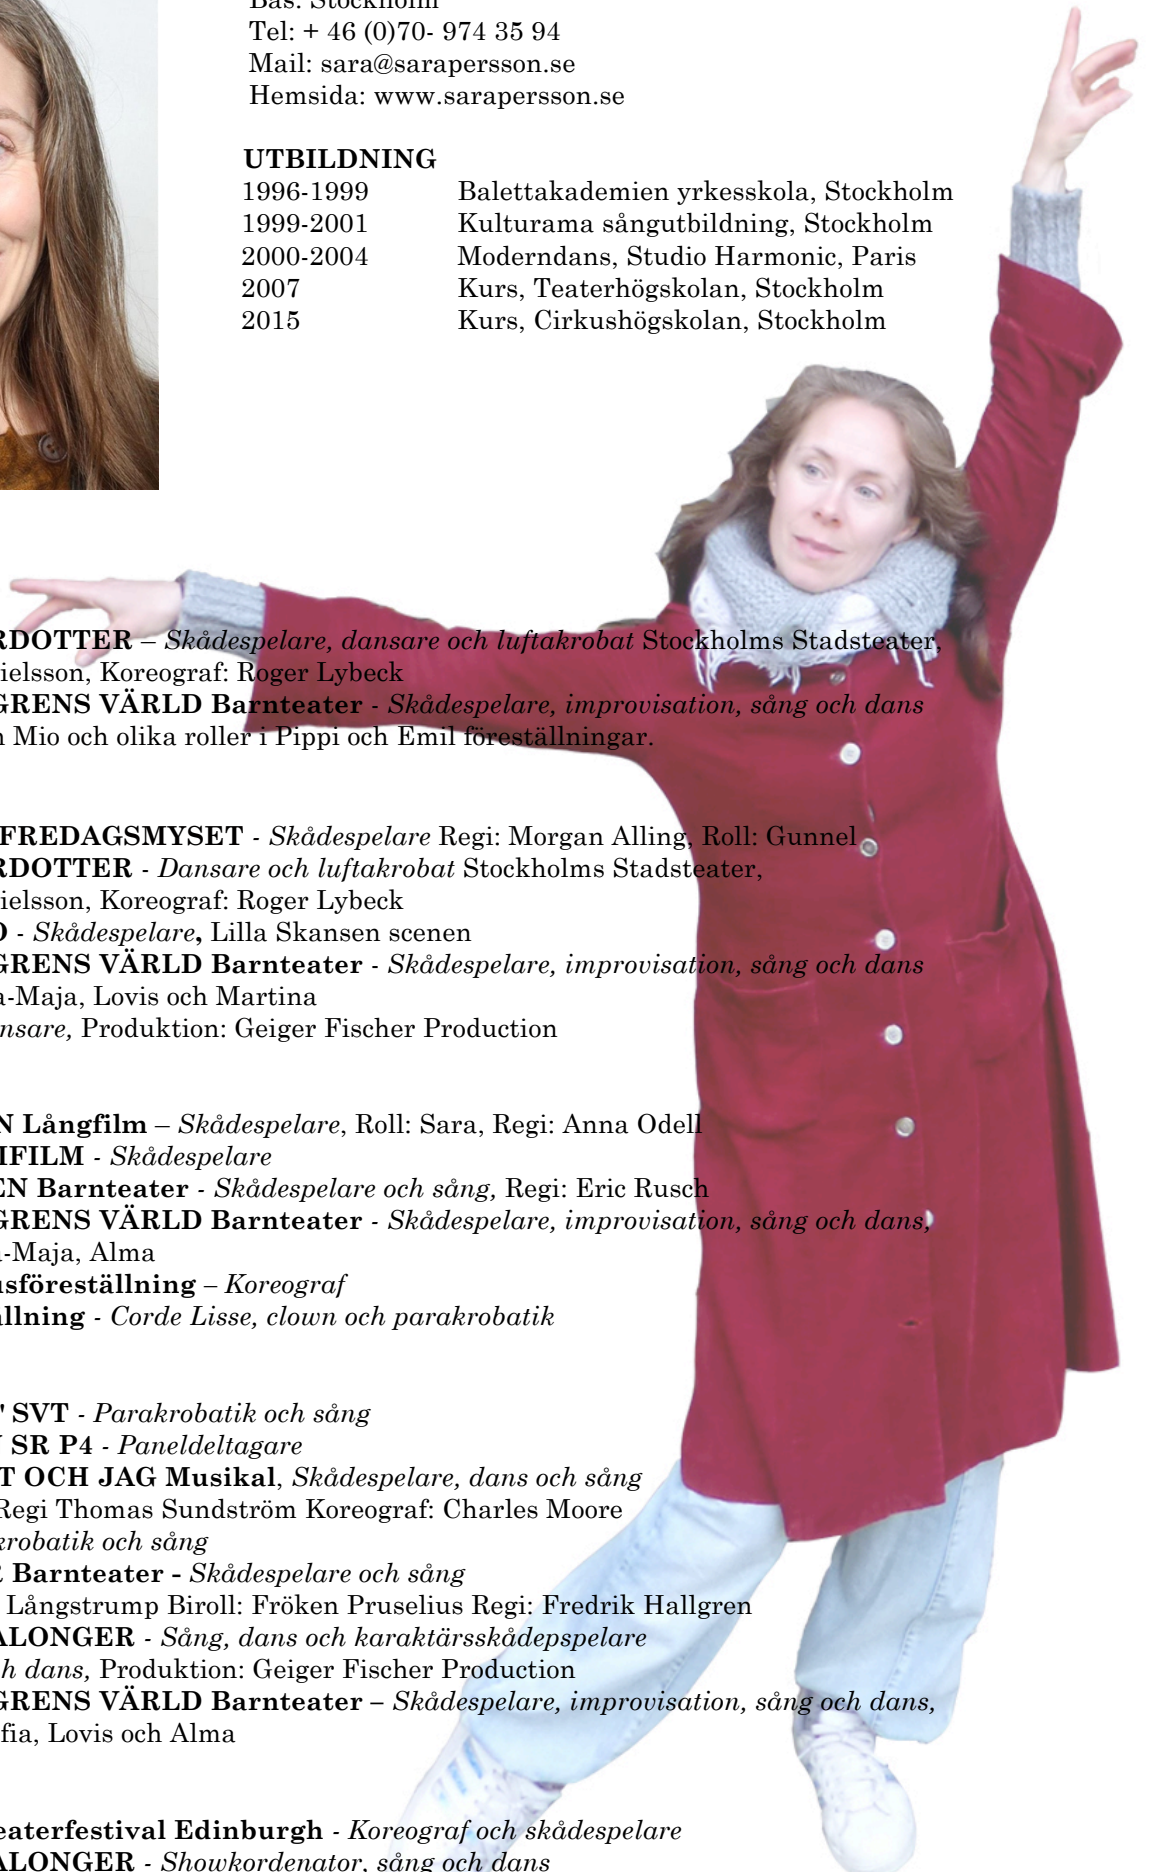 Bas: Stockholm
Tel: + 46 (0)70- 974 35 94
Mail: sara@sarapersson.se
Hemsida: www.sarapersson.se
UTBILDNING
1996-1999 Balettakademien yrkesskola, Stockholm
1999-2001 Kulturama sångutbildning, Stockholm
2000-2004 Moderndans, Studio Harmonic, Paris
2007 Kurs, Teaterhögskolan, Stockholm
2015 Kurs, Cirkushögskolan, Stockholm
RDOTTER – Skådespelare, dansare och luftakrobat Stockholms Stadsteater,
ielsson, Koreograf: Roger Lybeck
GRENS VÄRLD Barnteater - Skådespelare, improvisation, sång och dans
n Mio och olika roller i Pippi och Emil föreställningar.
FREDAGSMYSET - Skådespelare Regi: Morgan Alling, Roll: Gunnel
RDOTTER - Dansare och luftakrobat Stockholms Stadsteater,
ielsson, Koreograf: Roger Lybeck
O - Skådespelare, Lilla Skansen scenen
GRENS VÄRLD Barnteater - Skådespelare, improvisation, sång och dans
a-Maja, Lovis och Martina
nsare, Produktion: Geiger Fischer Production
N Långfilm – Skådespelare, Roll: Sara, Regi: Anna Odell
MFILM - Skådespelare
EN Barnteater - Skådespelare och sång, Regi: Eric Rusch
GRENS VÄRLD Barnteater - Skådespelare, improvisation, sång och dans,
a-Maja, Alma
usföreställning – Koreograf
ällning - Corde Lisse, clown och parakrobatik
" SVT - Parakrobatik och sång
SR P4 - Paneldeltagare
T OCH JAG Musikal, Skådespelare, dans och sång
Regi Thomas Sundström Koreograf: Charles Moore
krobatik och sång
R Barnteater - Skådespelare och sång
Långstrump Biroll: Fröken Pruselius Regi: Fredrik Hallgren
ALONGER - Sång, dans och karaktärsskådepspelare
h dans, Produktion: Geiger Fischer Production
GRENS VÄRLD Barnteater – Skådespelare, improvisation, sång och dans,
fia, Lovis och Alma
eaterfestival Edinburgh - Koreograf och skådespelare
ALONGER - Showkordenator, sång och dans